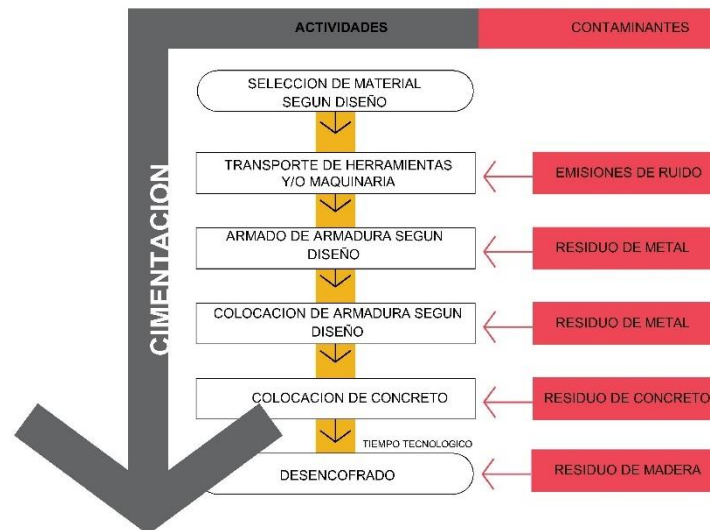 ACTIVIDADES
CONTAMINANTES
CIMENTACION
SELECCION DE MATERIAL
SEGUN DISEÑO
TRANSPORTE DE HERRAMIENTAS
Y/O MAQUINARIA
EMISIONES DE RUIDO
ARMADO DE ARMADURA SEGUN
DISEÑO
RESIDUO DE METAL
COLOCACION DE ARMADURA SEGUN
DISEÑO
RESIDUO DE METAL
COLOCACION DE CONCRETO
RESIDUO DE CONCRETO
TIEMPO TECNOLOGICO
DESENCOFRADO
RESIDUO DE MADERA